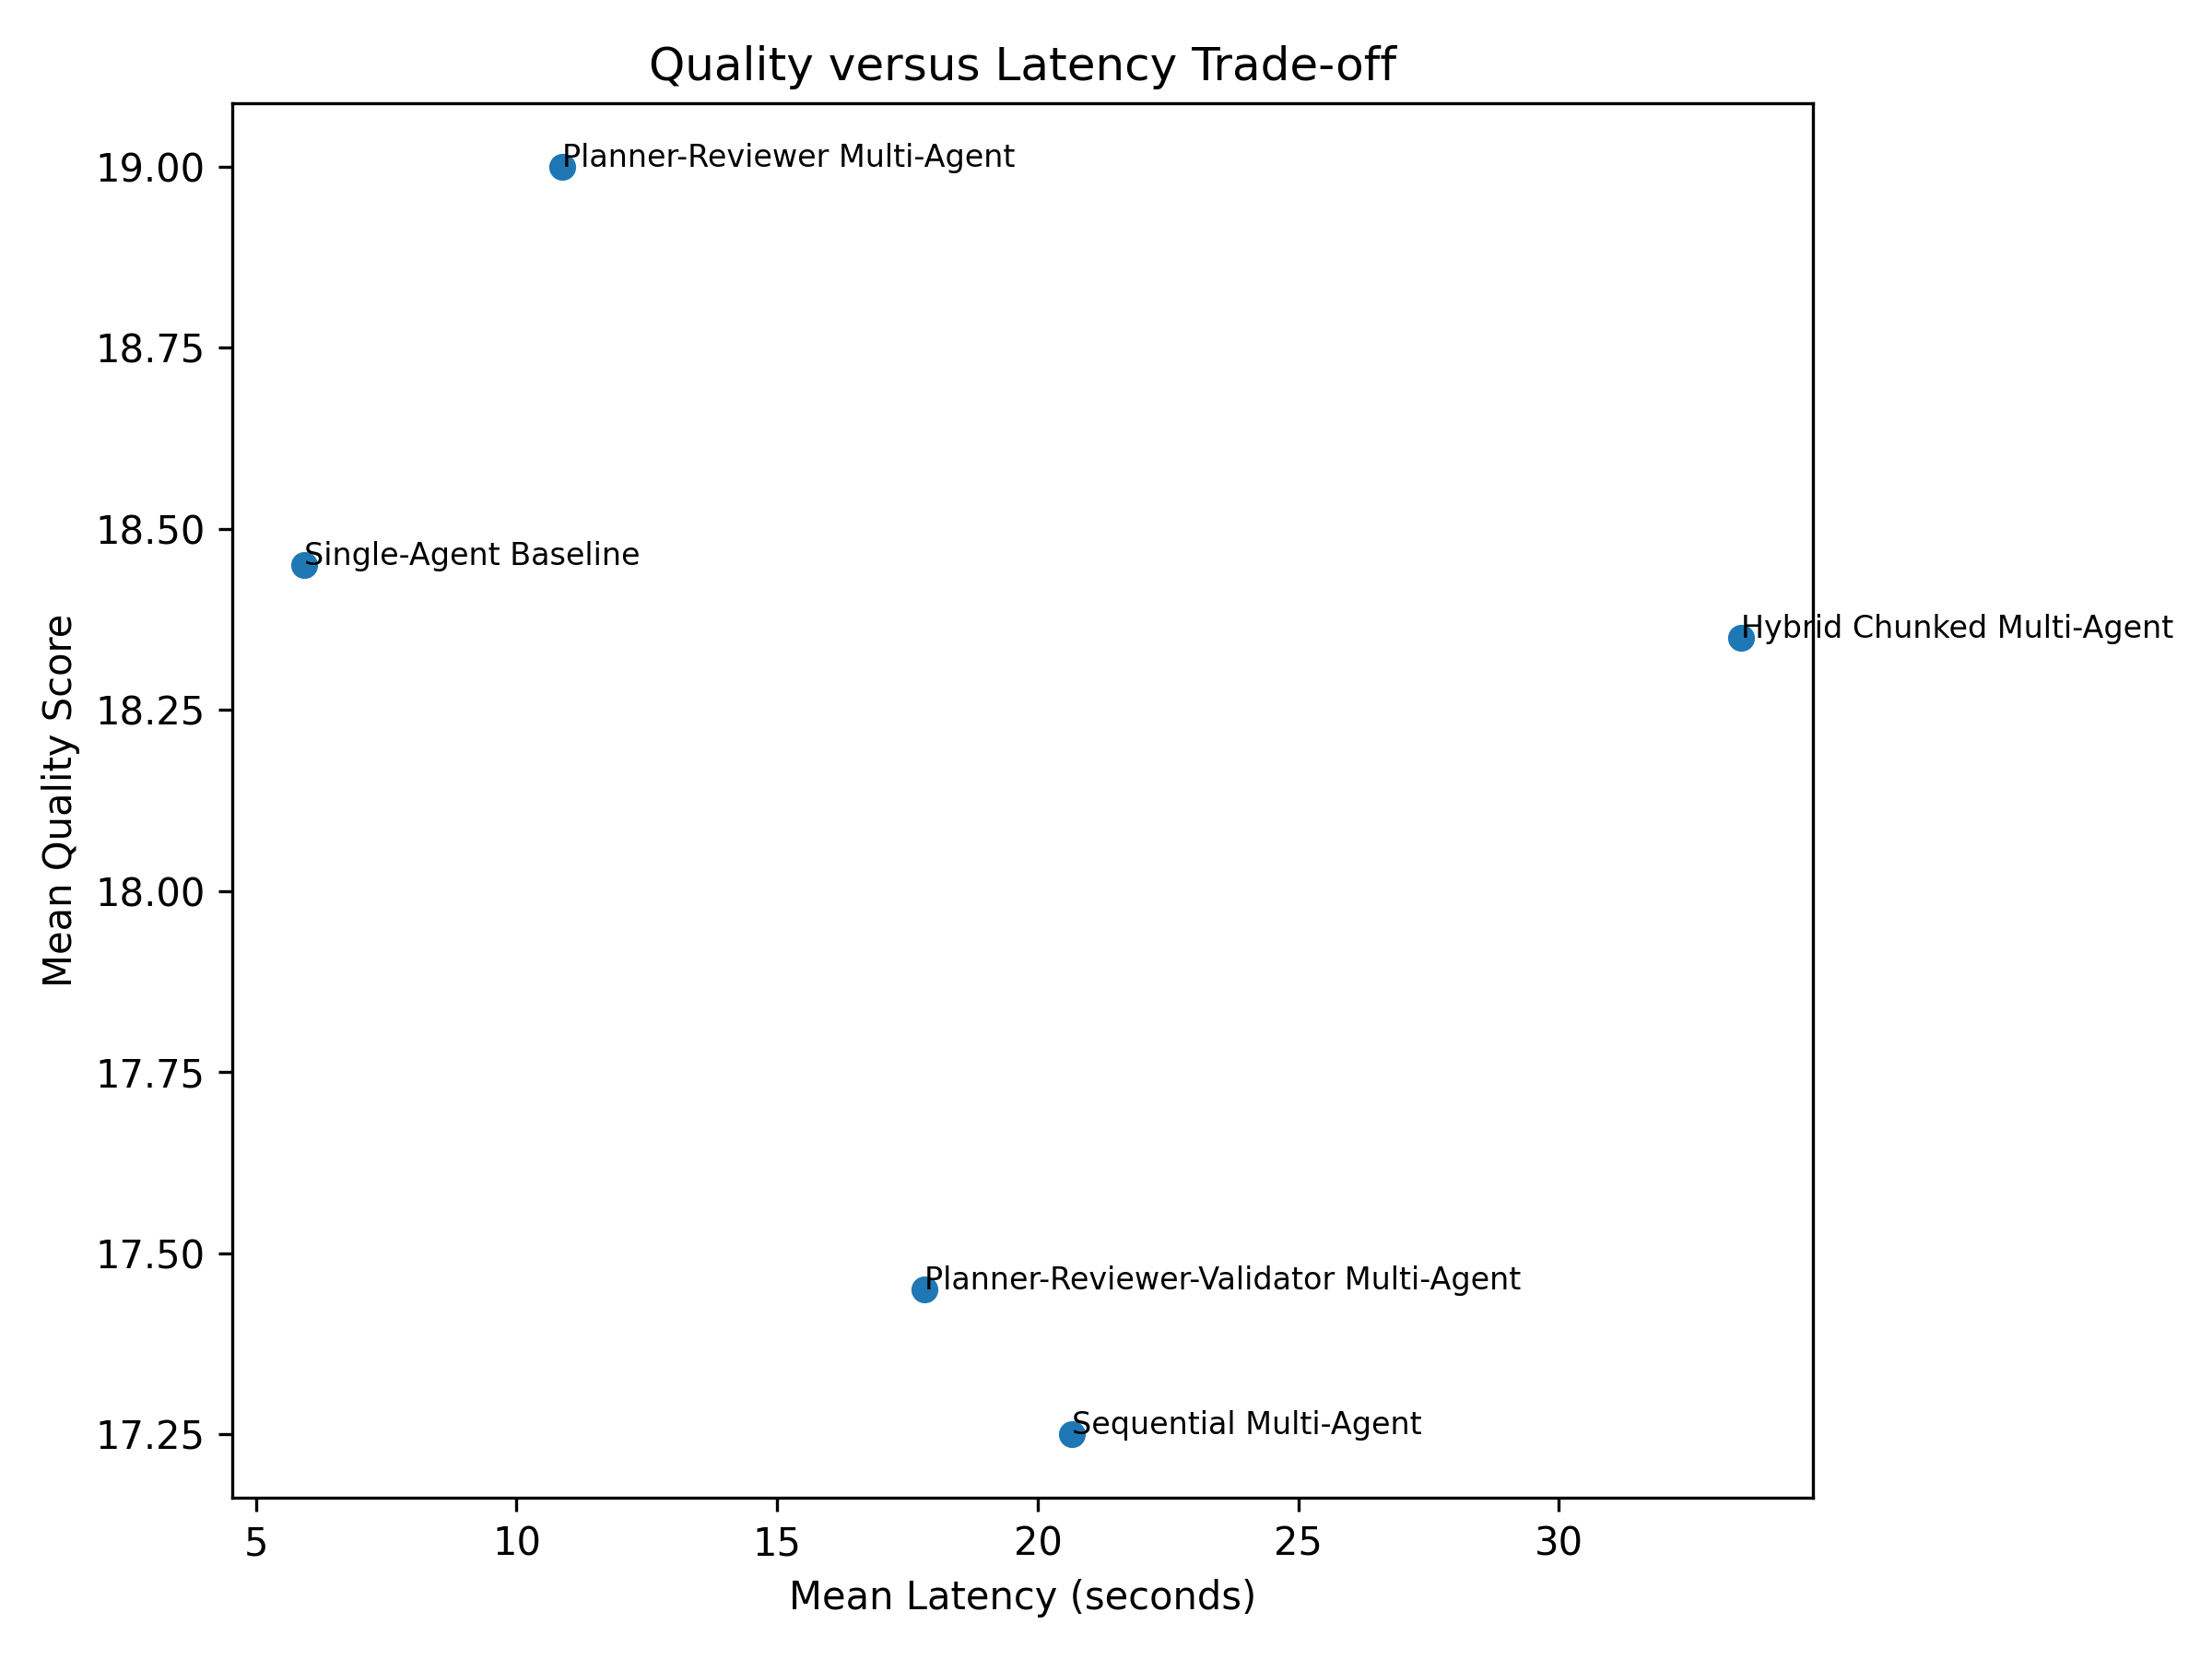 Quality versus Latency Trade-off
Planner-Reviewer Multi-Agent
Single-Agent Baseline
Hybrid Chunked Multi-Agent
Planner-Reviewer-Validator Multi-Agent
Sequential Multi-Agent
Mean Quality Score
19.00
18.75
18.50
18.25
18.00
17.75
17.50
17.25
5 10 15 20 25 30
Mean Latency (seconds)